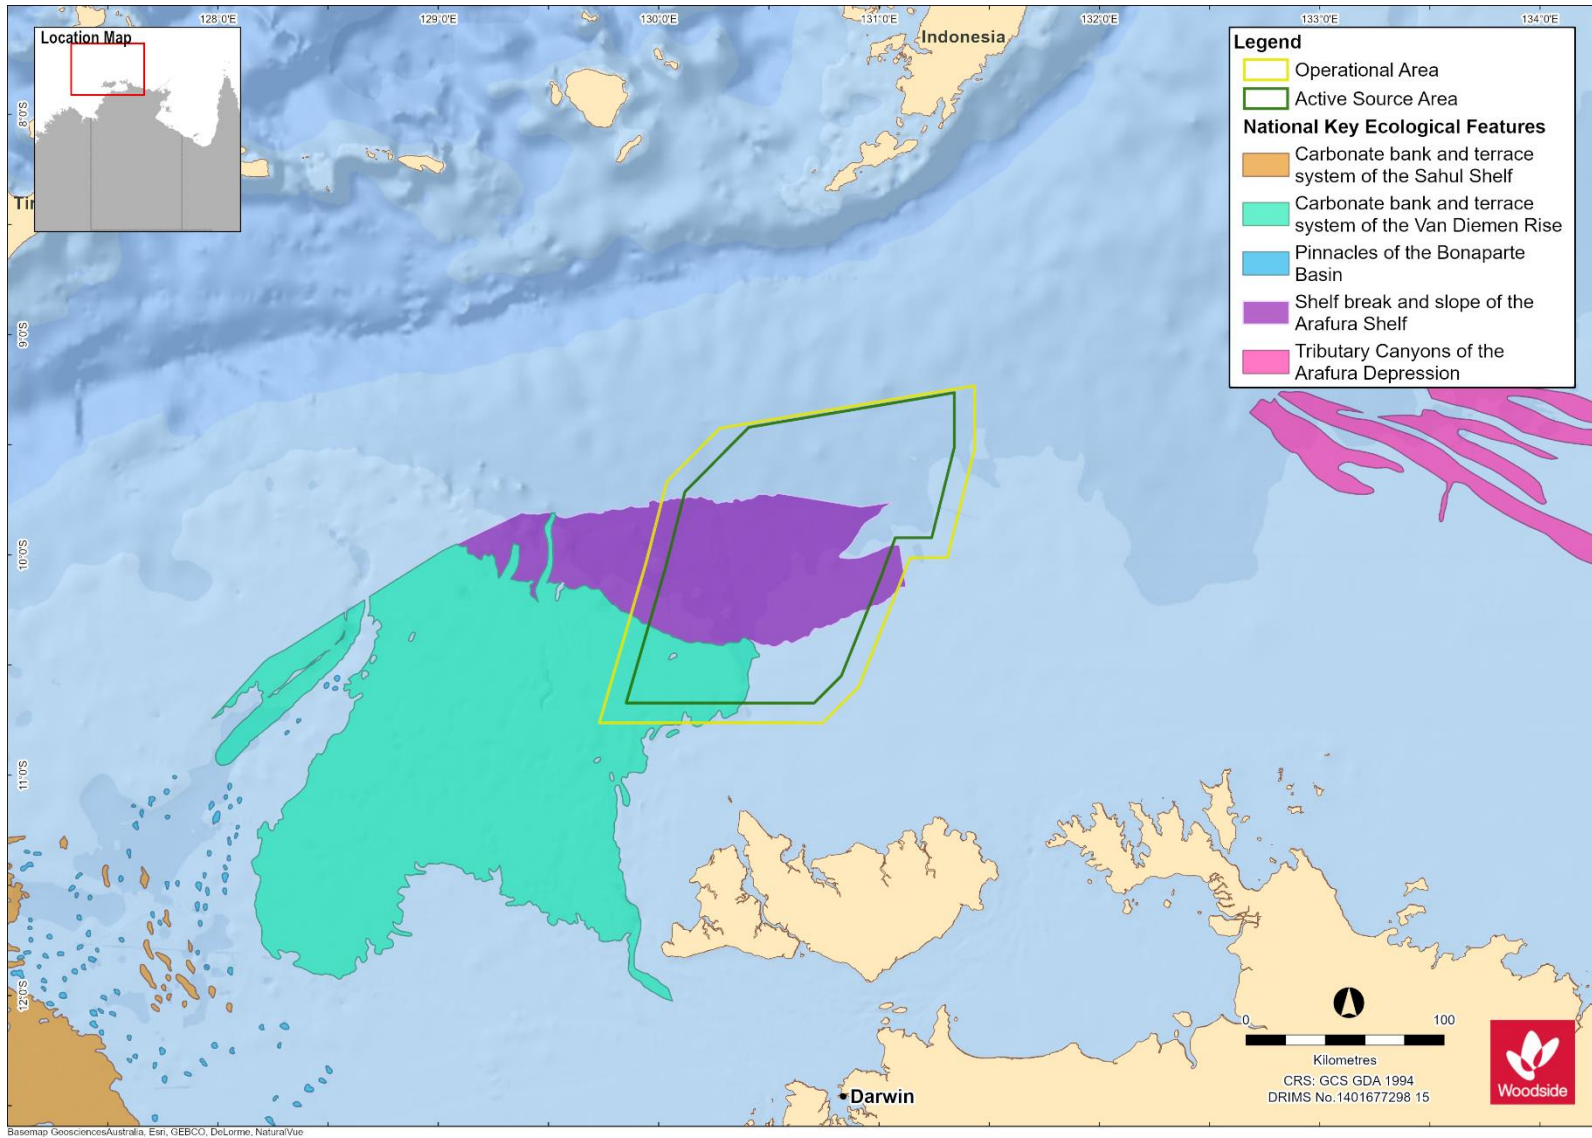 128°0'E
129°0'E
130°0'E
131°0'E
132°0'E
133°0'E
134°0'E
Location Map
Indonesia
Legend
Operational Area
Active Source Area
National Key Ecological Features
Carbonate bank and terrace
system of the Sahul Shelf
Carbonate bank and terrace
system of the Van Diemen Rise
Pinnacles of the Bonaparte
Basin
Shelf break and slope of the
Arafura Shelf
Tributary Canyons of the
Arafura Depression
8°0'S
Tir
9°0'S
10°0'S
11°0'S
12°0'S
0 100
Kilometres
CRS: GCS GDA 1994
DRIMS No.1401677298 15
Woodside
Darwin
Basemap GeosciencesAustralia, Esri, GEBCO, DeLorme, NaturalVue